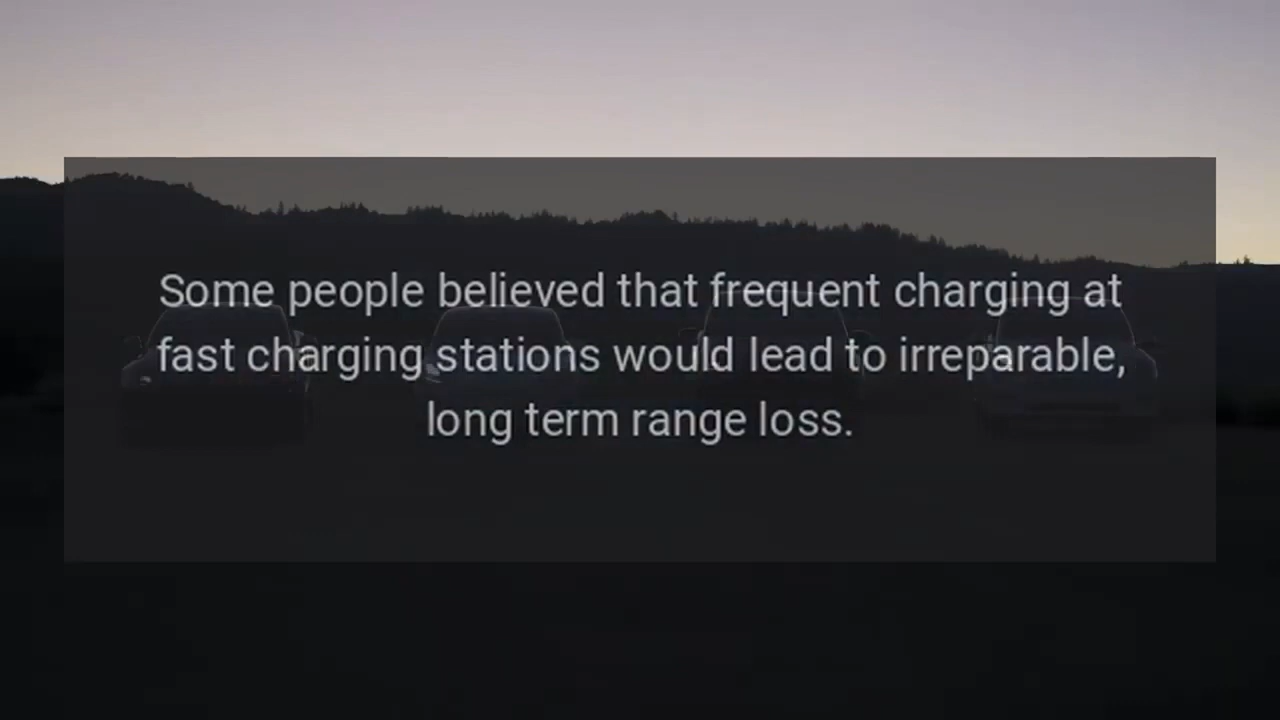 Some people believed that frequent charging at
fast charging stations would lead to irreparable,
long term range loss.